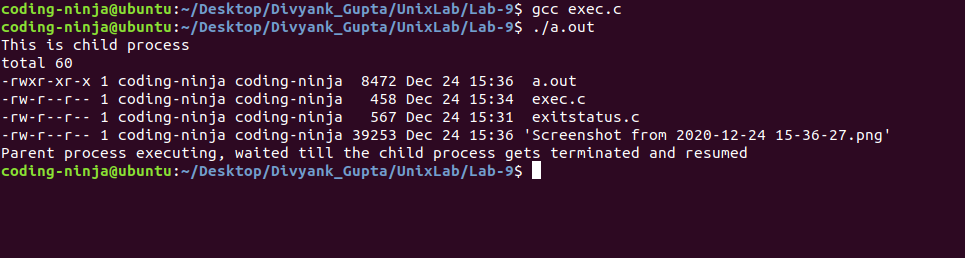 coding-ninja@ubuntu:~/Desktop/Divyank_Gupta/UnixLab/Lab-9$ gcc exec.c
coding-ninja@ubuntu:~/Desktop/Divyank_Gupta/UnixLab/Lab-9$ ./a.out
This is child process
total 60
-rwxr-xr-x 1 coding-ninja coding-ninja  8472 Dec 24 15:36  a.out
-rw-r--r-- 1 coding-ninja coding-ninja   458 Dec 24 15:34  exec.c
-rw-r--r-- 1 coding-ninja coding-ninja   567 Dec 24 15:31  exitstatus.c
-rw-r--r-- 1 coding-ninja coding-ninja 39253 Dec 24 15:36 'Screenshot from 2020-12-24 15-36-27.png'
Parent process executing, waited till the child process gets terminated and resumed
coding-ninja@ubuntu:~/Desktop/Divyank_Gupta/UnixLab/Lab-9$